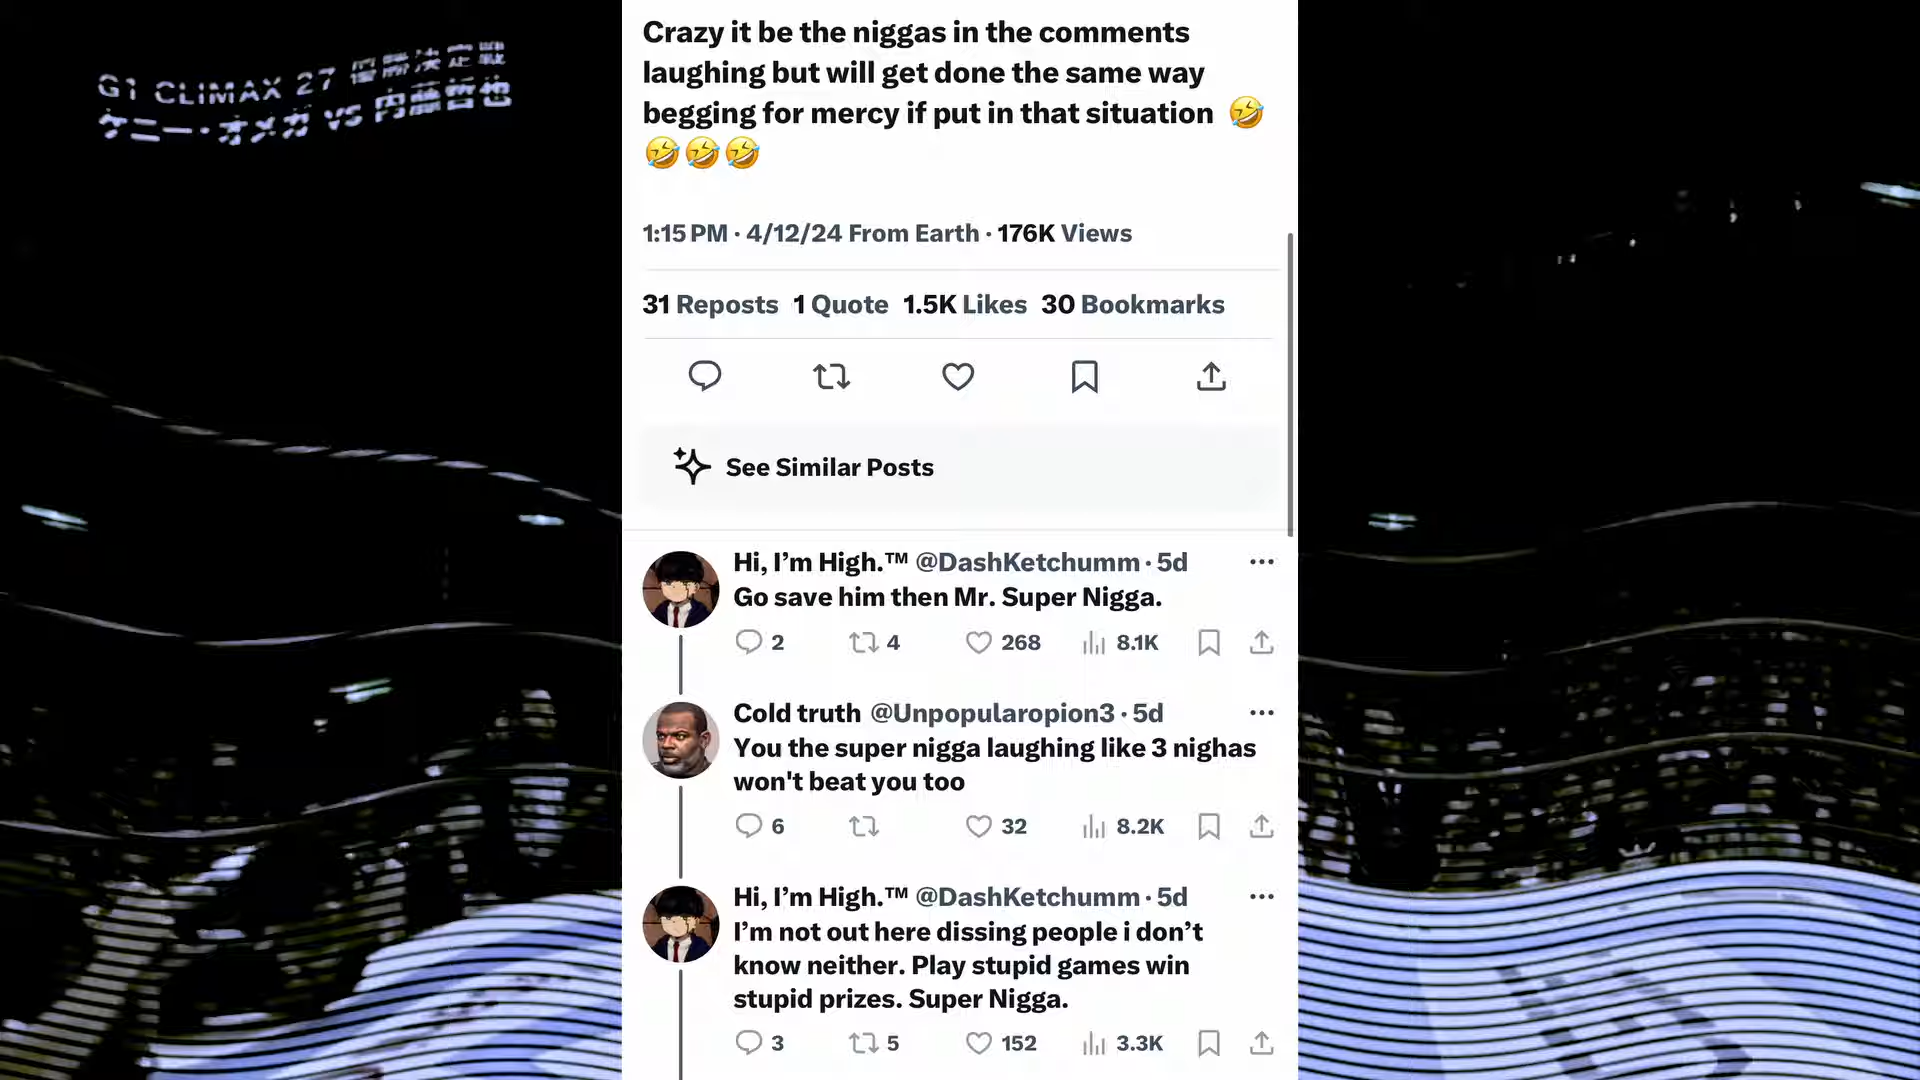 G1 CLIMAX 27 優勝決定戦
ケニー・オメガ VS 内藤哲也
Crazy it be the niggas in the comments
laughing but will get done the same way
begging for mercy if put in that situation 🤣
🤣🤣🤣
1:15 PM · 4/12/24 From Earth · 176K Views
31 Reposts 1 Quote 1.5K Likes 30 Bookmarks
See Similar Posts
Hi, I’m High.™ @DashKetchumm · 5d
Go save him then Mr. Super Nigga.
2 4 268 8.1K
Cold truth @Unpopularopion3 · 5d
You the super nigga laughing like 3 nighas
won't beat you too
6 32 8.2K
Hi, I’m High.™ @DashKetchumm · 5d
I’m not out here dissing people i don’t
know neither. Play stupid games win
stupid prizes. Super Nigga.
3 5 152 3.3K